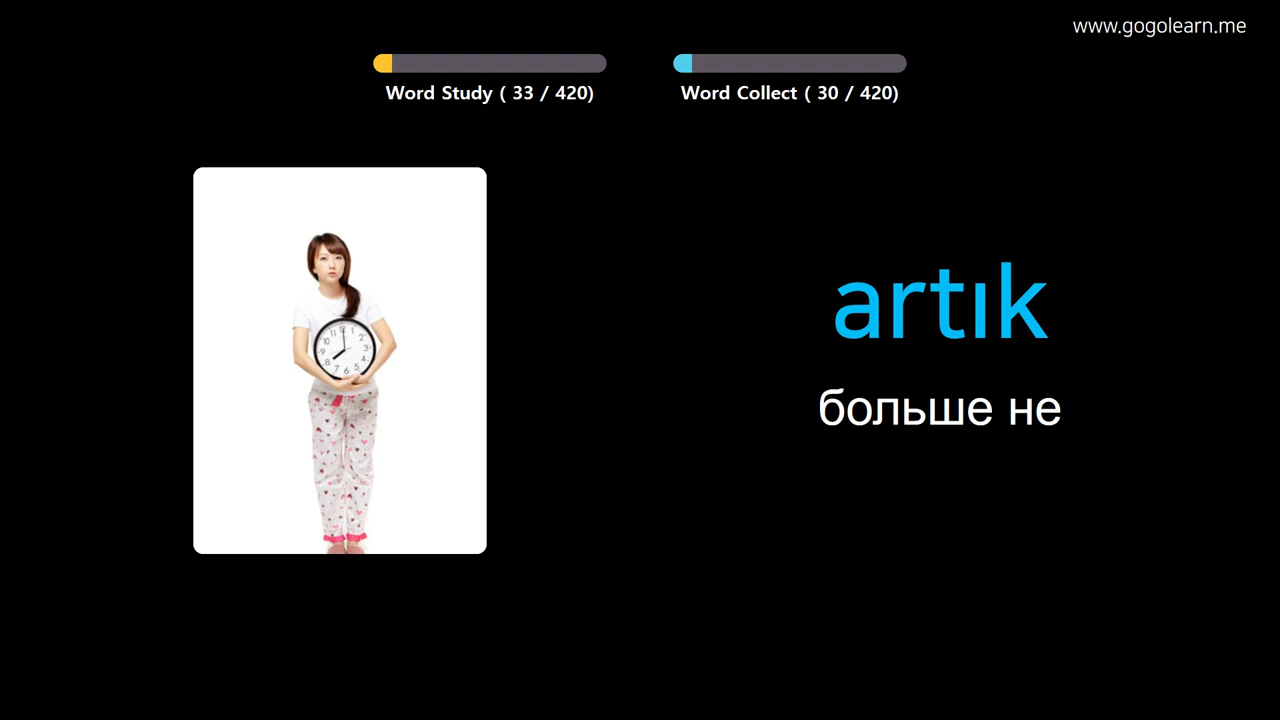 www.gogolearn.me
Word Study ( 33 / 420)
Word Collect ( 30 / 420)
artık
больше не